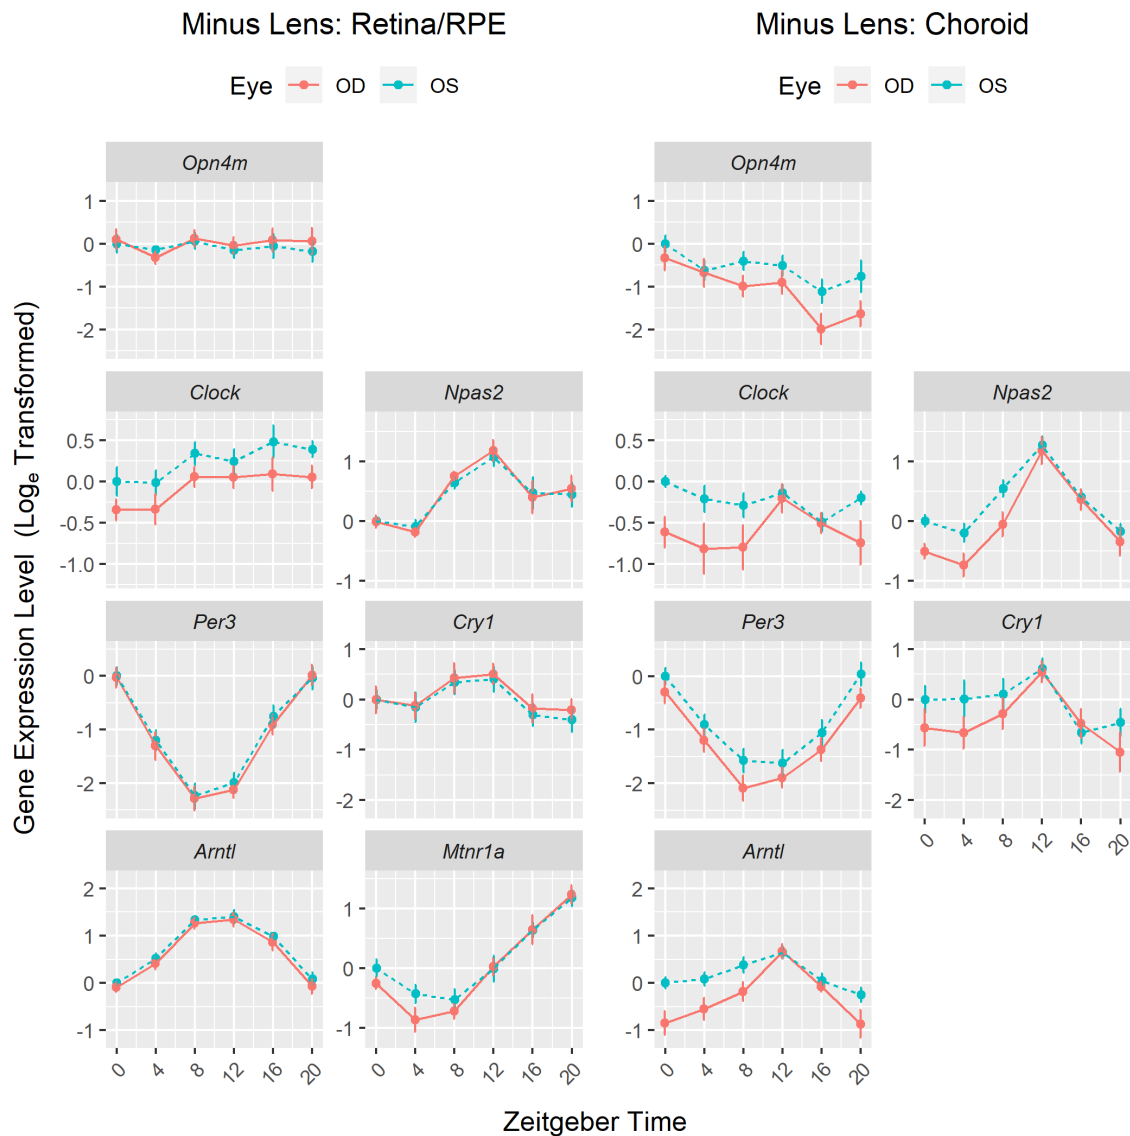 Minus Lens: Retina/RPE
Minus Lens: Choroid
Eye OD OS
Eye OD OS
Gene Expression Level (Logₑ Transformed)
Opn4m
1
0
-1
-2
Opn4m
1
0
-1
-2
Clock
0.5
0.0
-0.5
-1.0
Npas2
1
0
-1
Clock
0.5
0.0
-0.5
-1.0
Npas2
1
0
-1
Per3
0
-1
-2
Cry1
1
0
-1
-2
Per3
0
-1
-2
Cry1
1
0
-1
-2
0 4 8 12 16 20
Arntl
2
1
0
-1
0 4 8 12 16 20
Mtnr1a
1
0
-1
0 4 8 12 16 20
Arntl
2
1
0
-1
0 4 8 12 16 20
Zeitgeber Time